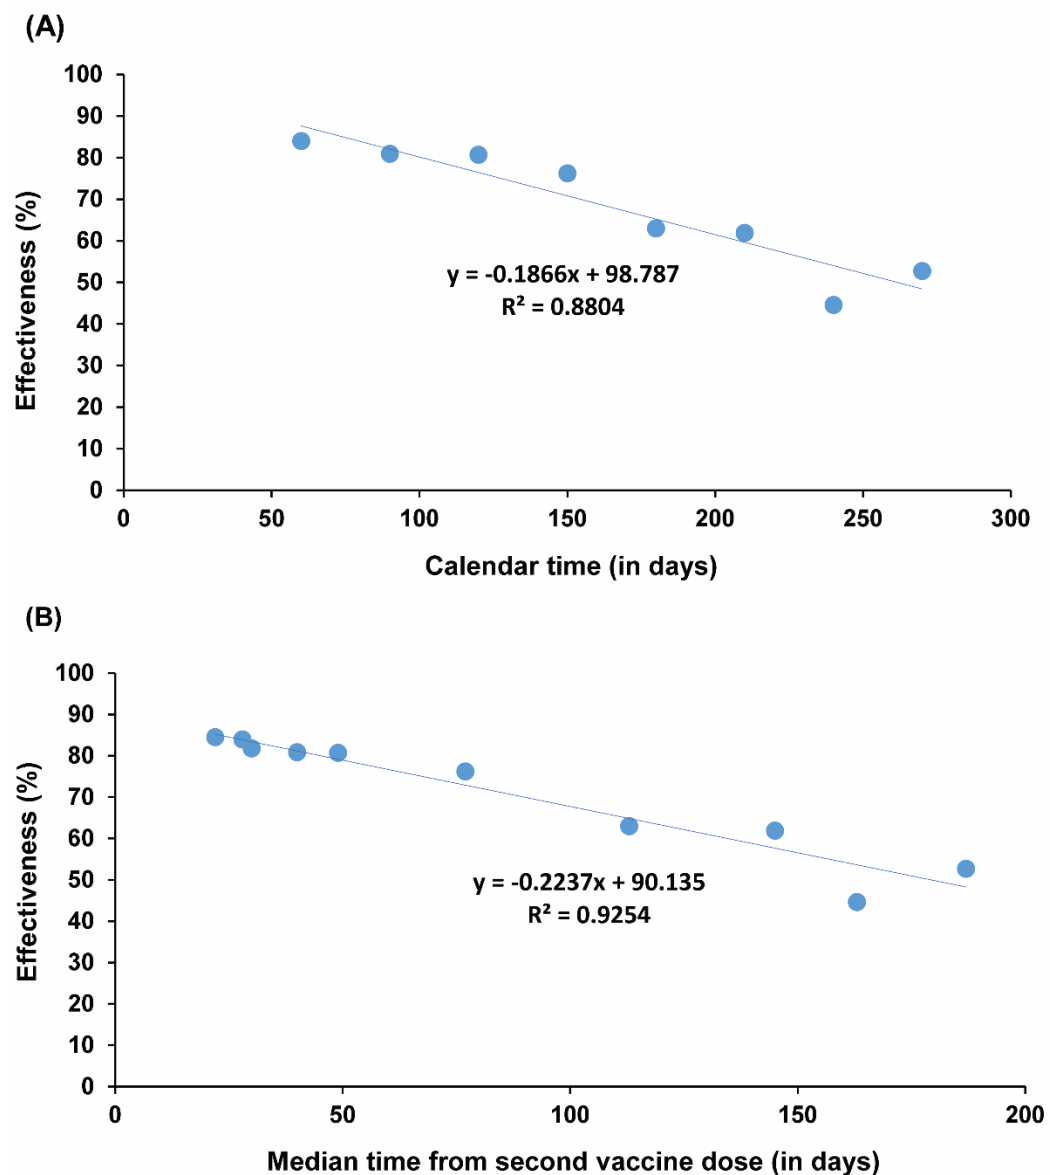 (A)
100
90
80
70
60
50
40
30
20
10
0
Effectiveness (%)
y = -0.1866x + 98.787
R² = 0.8804
0 50 100 150 200 250 300
Calendar time (in days)
(B)
100
90
80
70
60
50
40
30
20
10
0
Effectiveness (%)
y = -0.2237x + 90.135
R² = 0.9254
0 50 100 150 200
Median time from second vaccine dose (in days)